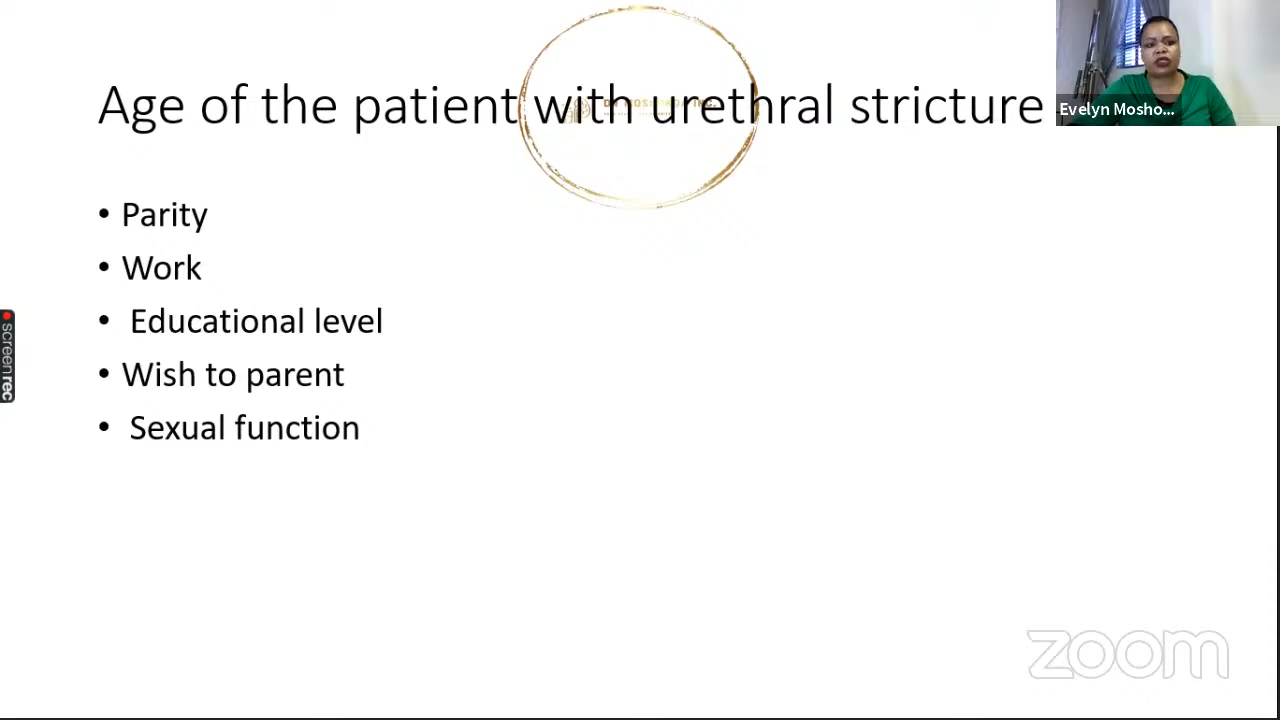 Age of the patient with urethral stricture
Evelyn Mosho...
• Parity
• Work
• Educational level
• Wish to parent
• Sexual function
screenrec
zoom